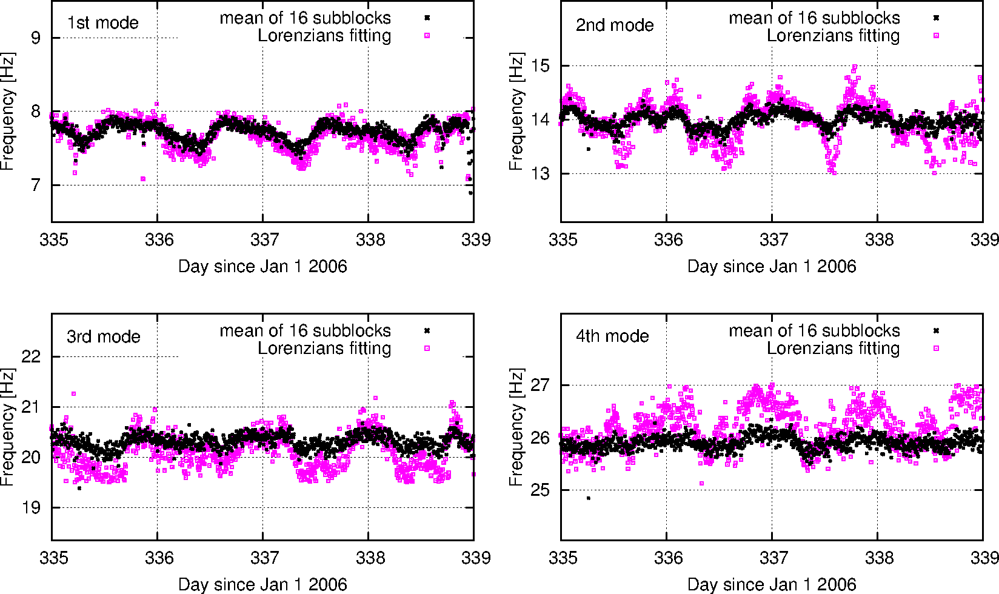 1st mode
mean of 16 subblocks
Lorenzians fitting
Frequency [Hz]
9
8
7
335 336 337 338 339
Day since Jan 1 2006
2nd mode
mean of 16 subblocks
Lorenzians fitting
Frequency [Hz]
15
14
13
335 336 337 338 339
Day since Jan 1 2006
3rd mode
mean of 16 subblocks
Lorenzians fitting
Frequency [Hz]
22
21
20
19
335 336 337 338 339
Day since Jan 1 2006
4th mode
mean of 16 subblocks
Lorenzians fitting
Frequency [Hz]
27
26
25
335 336 337 338 339
Day since Jan 1 2006